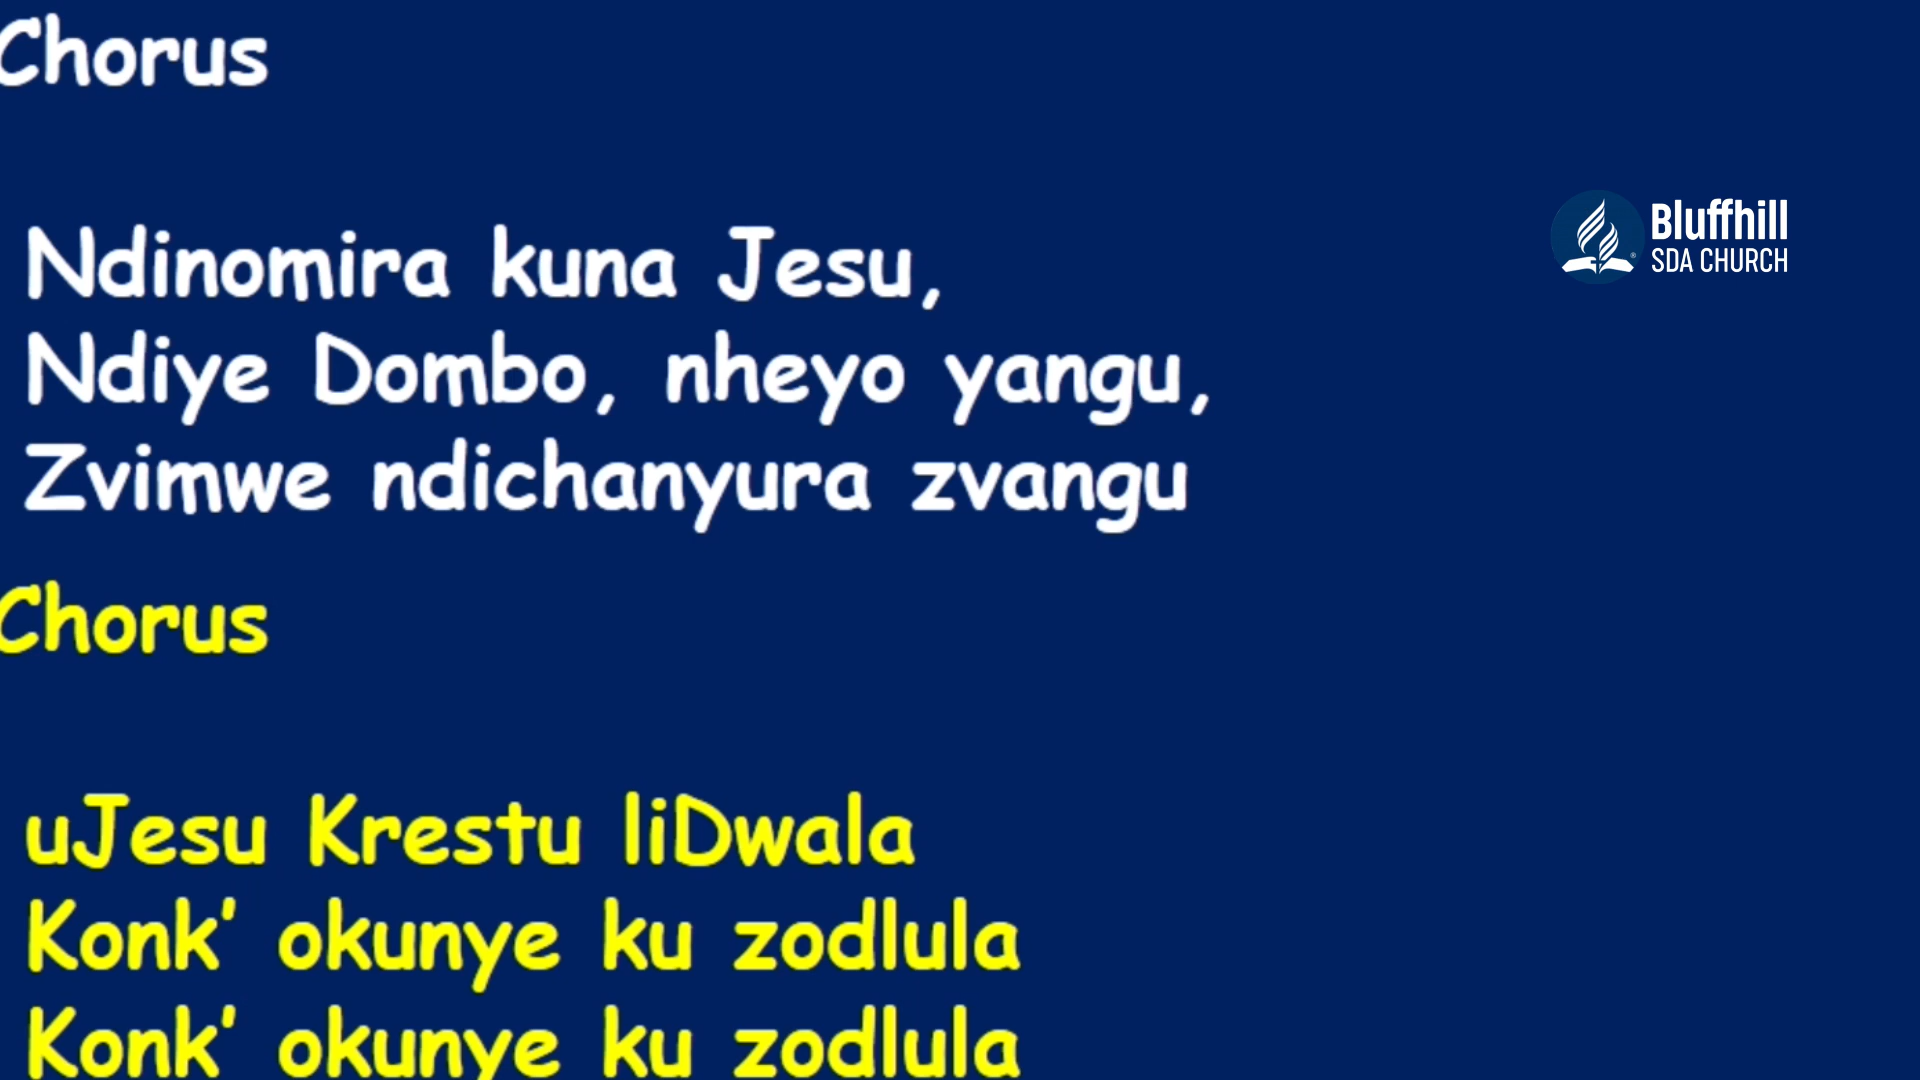 Chorus
Ndinomira kuna Jesu,
Ndiye Dombo, nheyo yangu,
Zvimwe ndichanyura zvangu
Chorus
uJesu Krestu liDwala
Konk' okunye ku zodlula
Konk' okunye ku zodlula
Bluffhill
SDA CHURCH